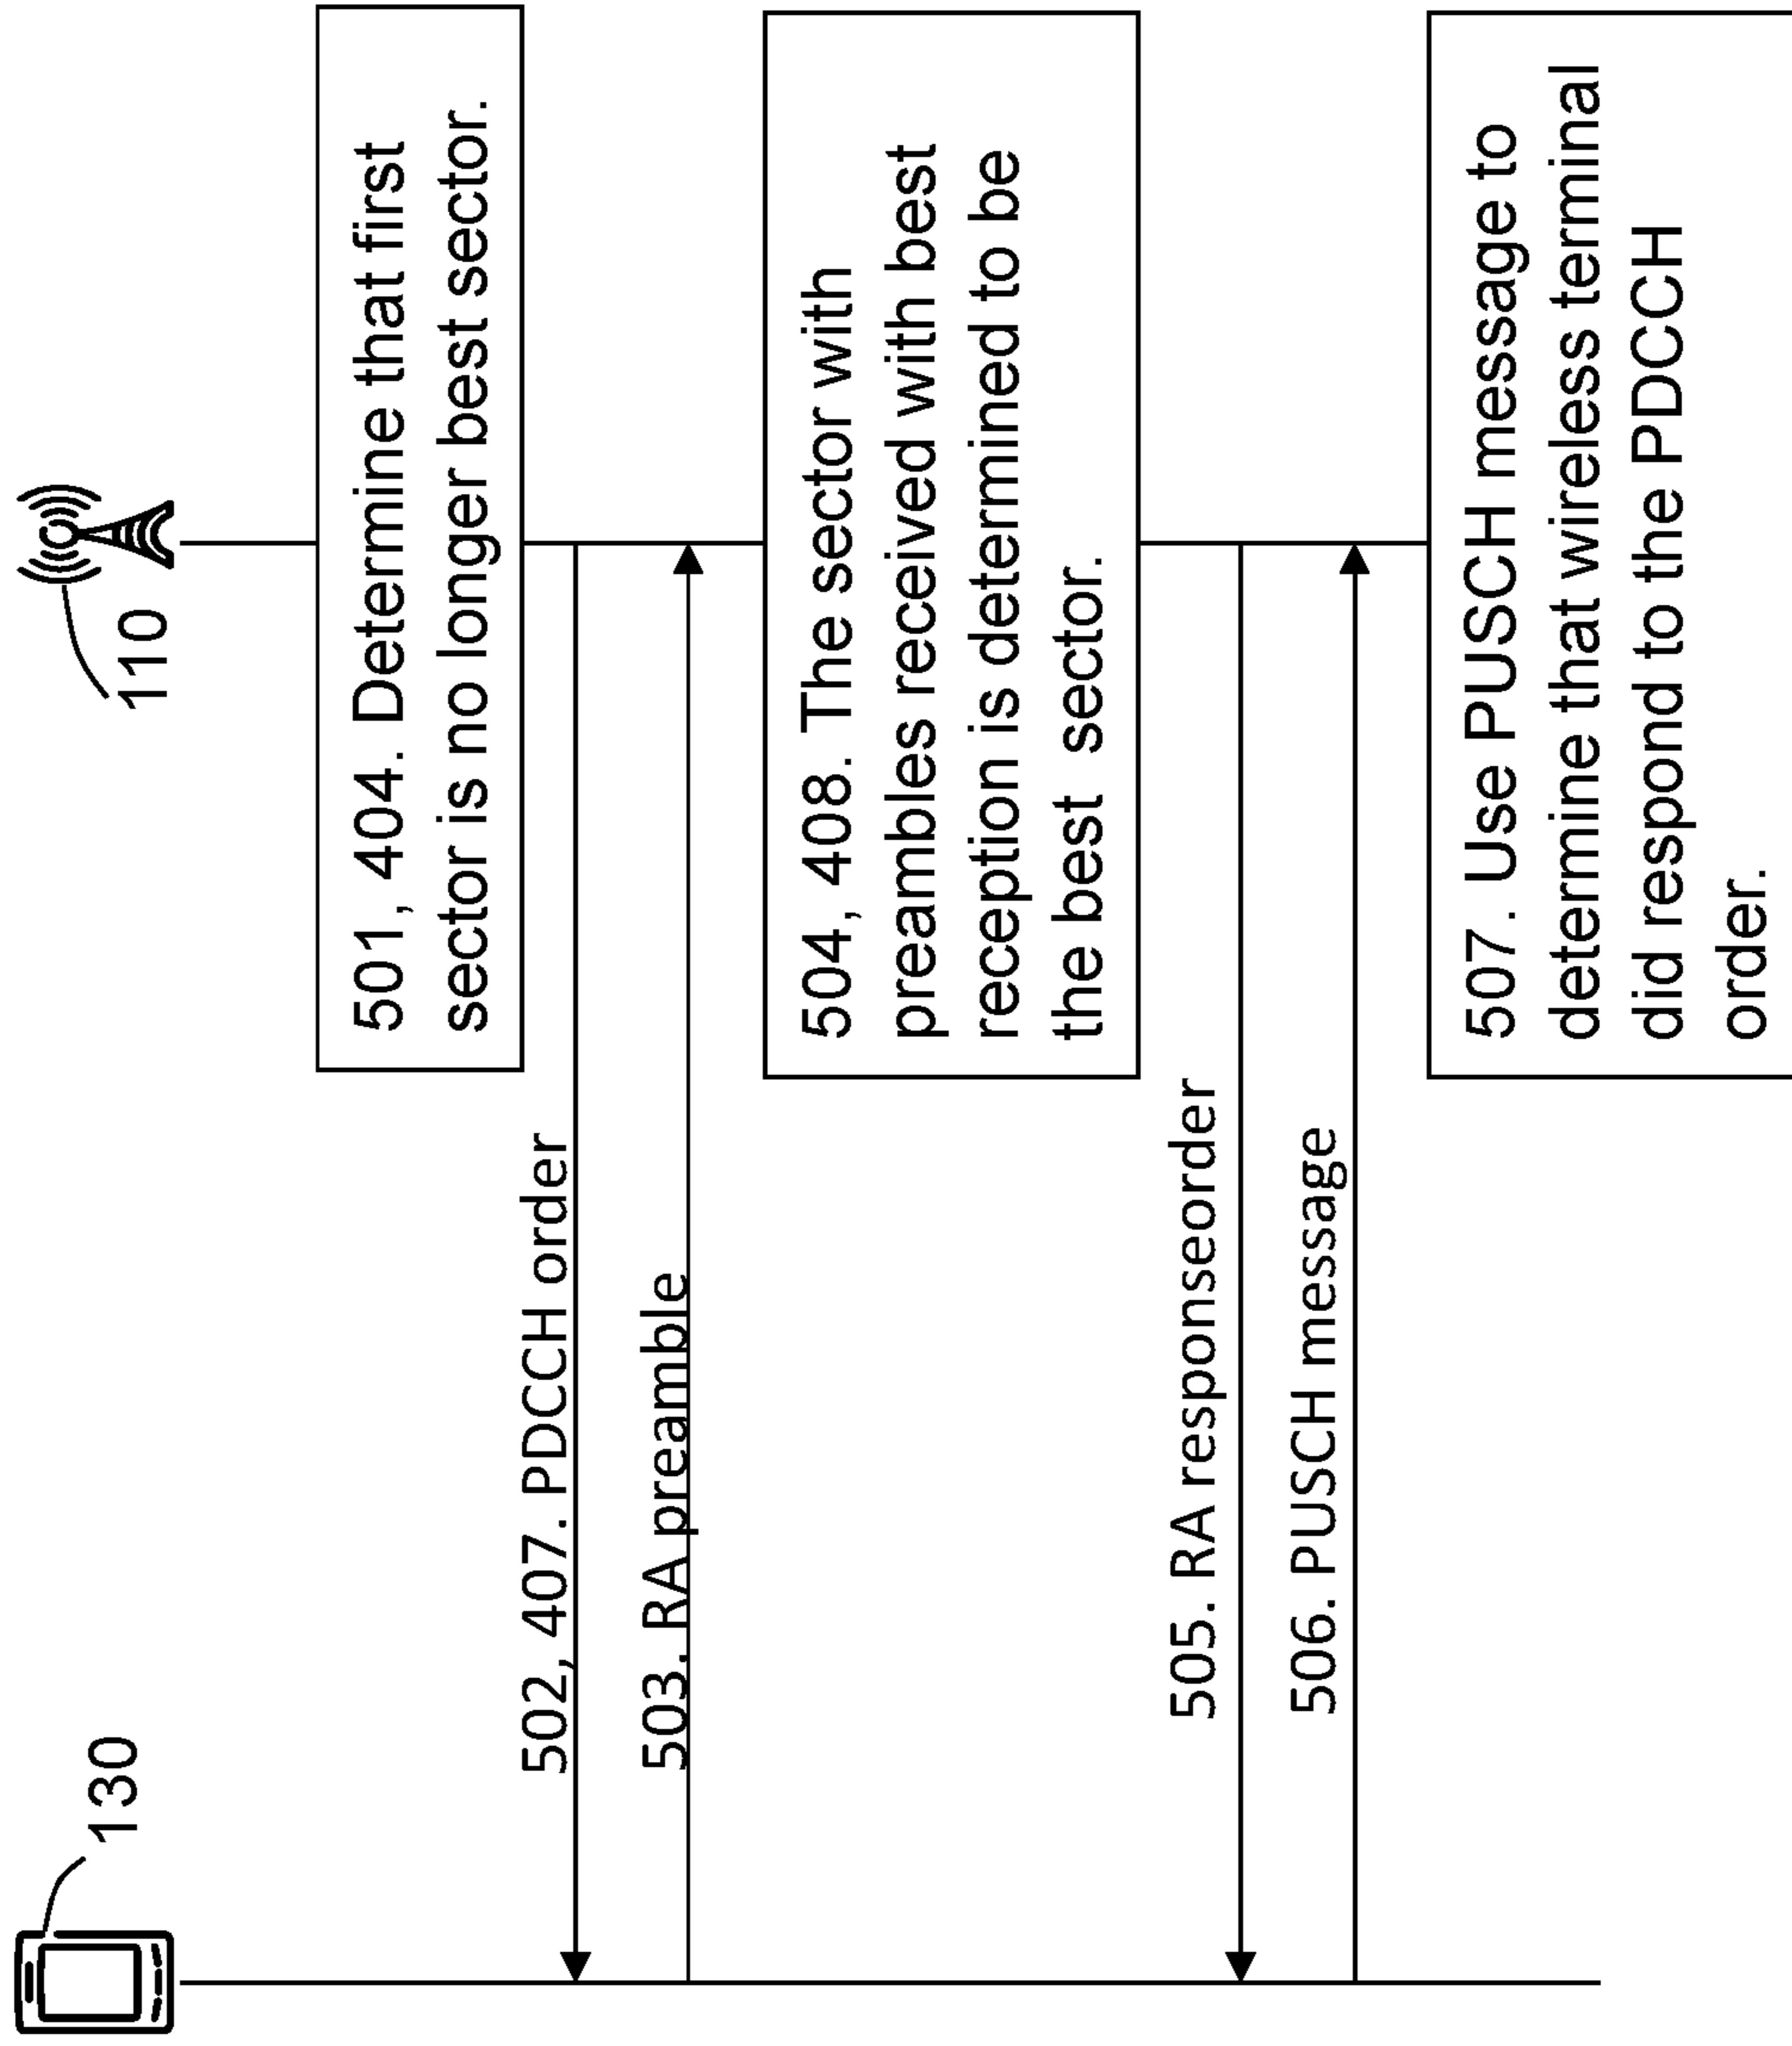 130
110
501, 404. Determine that first
sector is no longer best sector.
502, 407. PDCCH order
503. RA preamble
504, 408. The sector with
preambles received with best
reception is determined to be
the best sector.
505. RA responseorder
506. PUSCH message
507. Use PUSCH message to
determine that wireless terminal
did respond to the PDCCH
order.